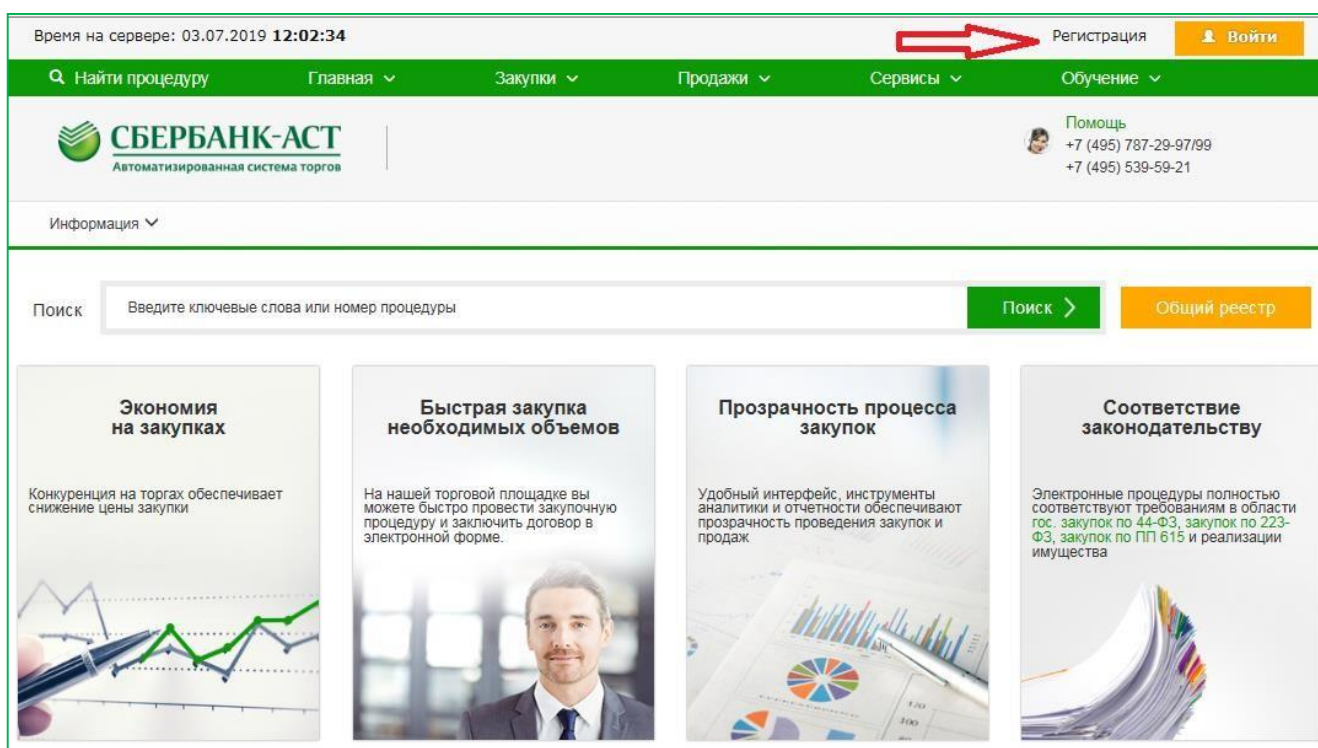 Время на сервере: 03.07.2019 12:02:34
Регистрация
Войти
Найти процедуру
Главная
Закупки
Продажи
Сервисы
Обучение
СБЕРБАНК-АСТ
Автоматизированная система торгов
Помощь
+7 (495) 787-29-97/99
+7 (495) 539-59-21
Информация
Поиск
Введите ключевые слова или номер процедуры
Поиск
Общий реестр
Экономия
на закупках
Конкуренция на торгах обеспечивает
снижение цены закупки
Быстрая закупка
необходимых объемов
На нашей торговой площадке вы
можете быстро провести закупочную
процедуру и заключить договор в
электронной форме.
Прозрачность процесса
закупок
Удобный интерфейс, инструменты
аналитики и отчетности обеспечивают
прозрачность проведения закупок и
продаж
170
100
Соответствие
законодательству
Электронные процедуры полностью
соответствуют требованиям в области
гос. закупок по 44-ФЗ, закупок по 223-
ФЗ, закупок по ПП 615 и реализации
имущества